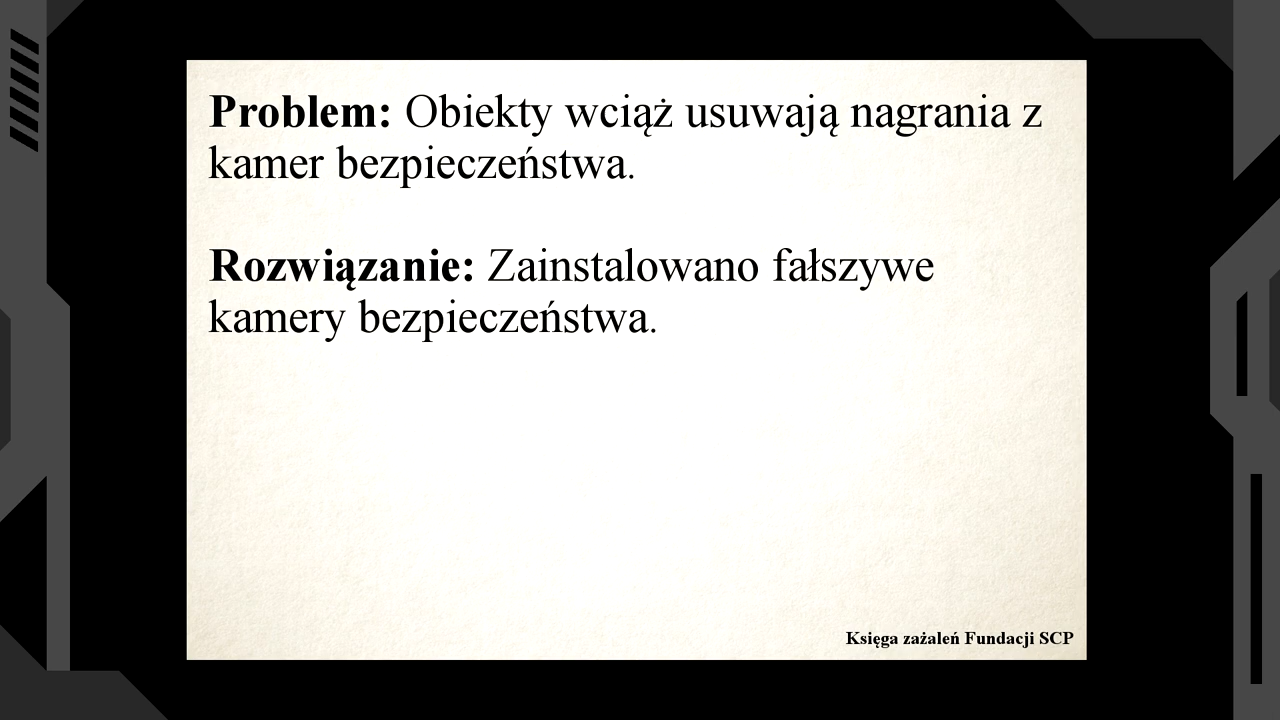 Problem: Obiekty wciąż usuwają nagrania z
kamer bezpieczeństwa.
Rozwiązanie: Zainstalowano fałszywe
kamery bezpieczeństwa.
Księga zażaleń Fundacji SCP